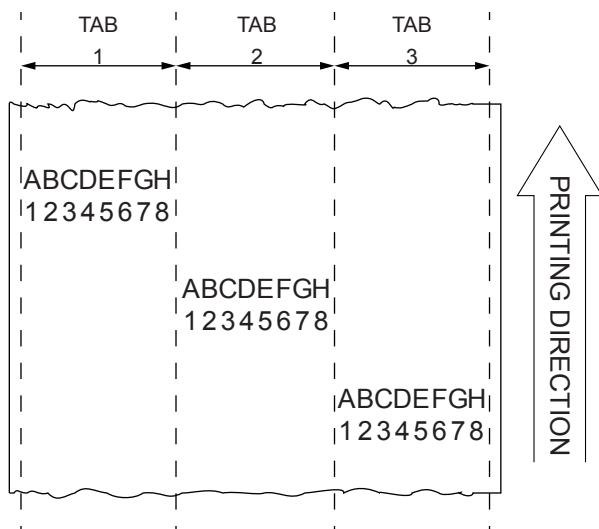 TAB
1
TAB
2
TAB
3
ABCDEFGH
12345678
ABCDEFGH
12345678
ABCDEFGH
12345678
PRINTING DIRECTION